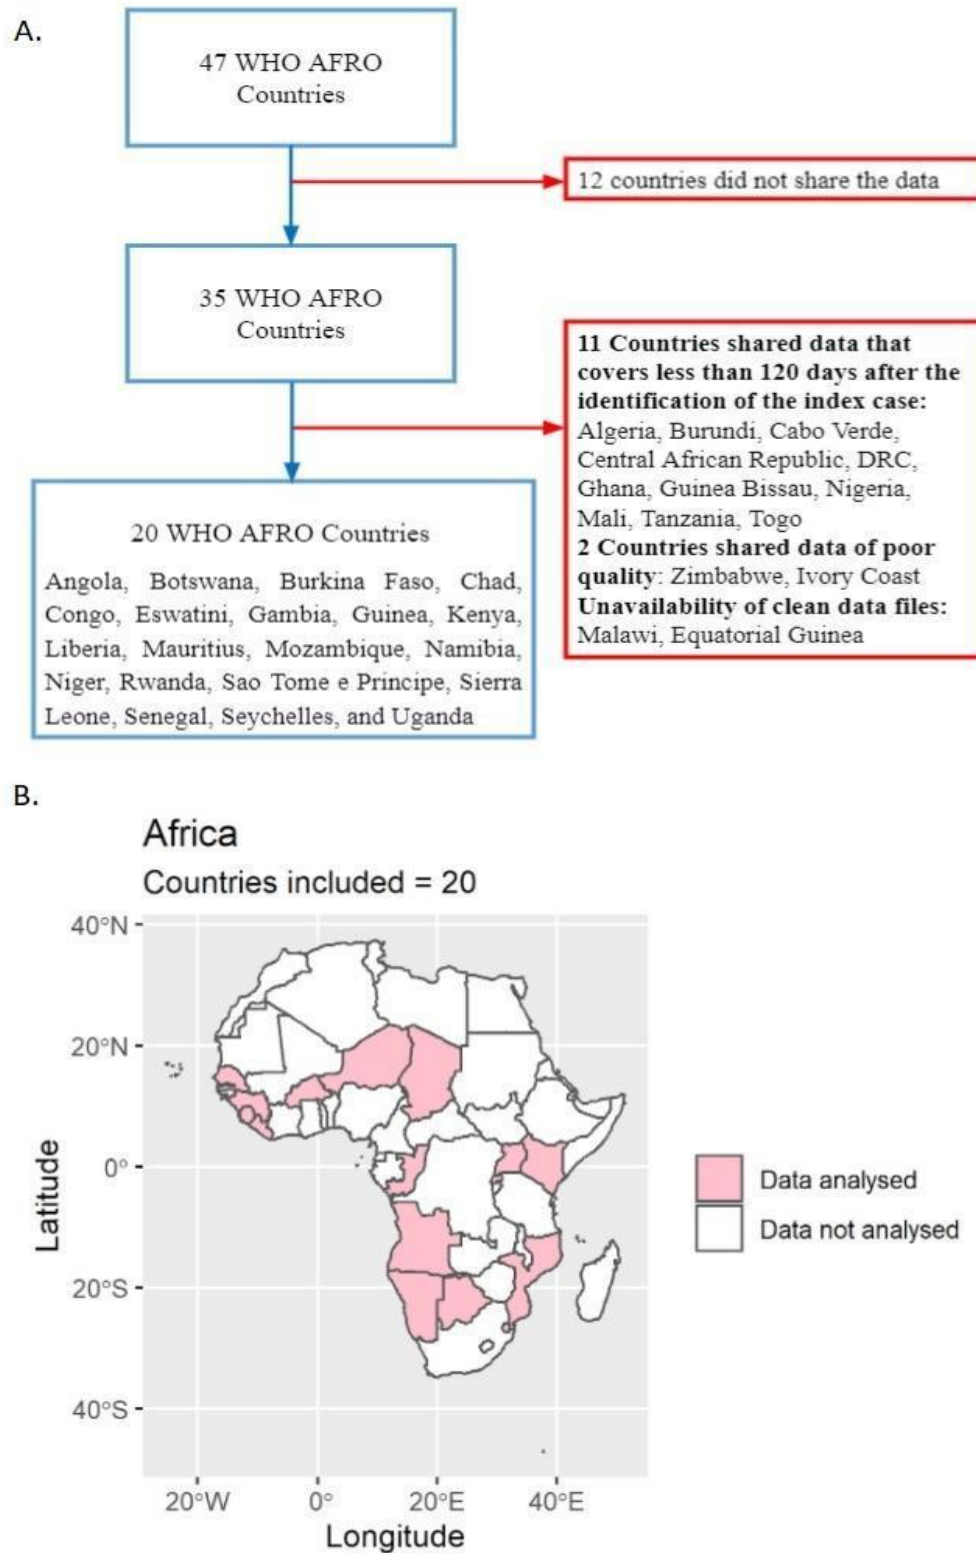 A.
47 WHO AFRO
Countries
12 countries did not share the data
35 WHO AFRO
Countries
11 Countries shared data that
covers less than 120 days after the
identification of the index case:
Algeria, Burundi, Cabo Verde,
Central African Republic, DRC,
Ghana, Guinea Bissau, Nigeria,
Mali, Tanzania, Togo
2 Countries shared data of poor
quality: Zimbabwe, Ivory Coast
Unavailability of clean data files:
Malawi, Equatorial Guinea
20 WHO AFRO Countries
Angola, Botswana, Burkina Faso, Chad,
Congo, Eswatini, Gambia, Guinea, Kenya,
Liberia, Mauritius, Mozambique, Namibia,
Niger, Rwanda, Sao Tome e Principe, Sierra
Leone, Senegal, Seychelles, and Uganda
B.
Africa
Countries included = 20
40°N
20°N
0°
20°S
40°S
Latitude
20°W 0° 20°E 40°E
Longitude
Data analysed
Data not analysed